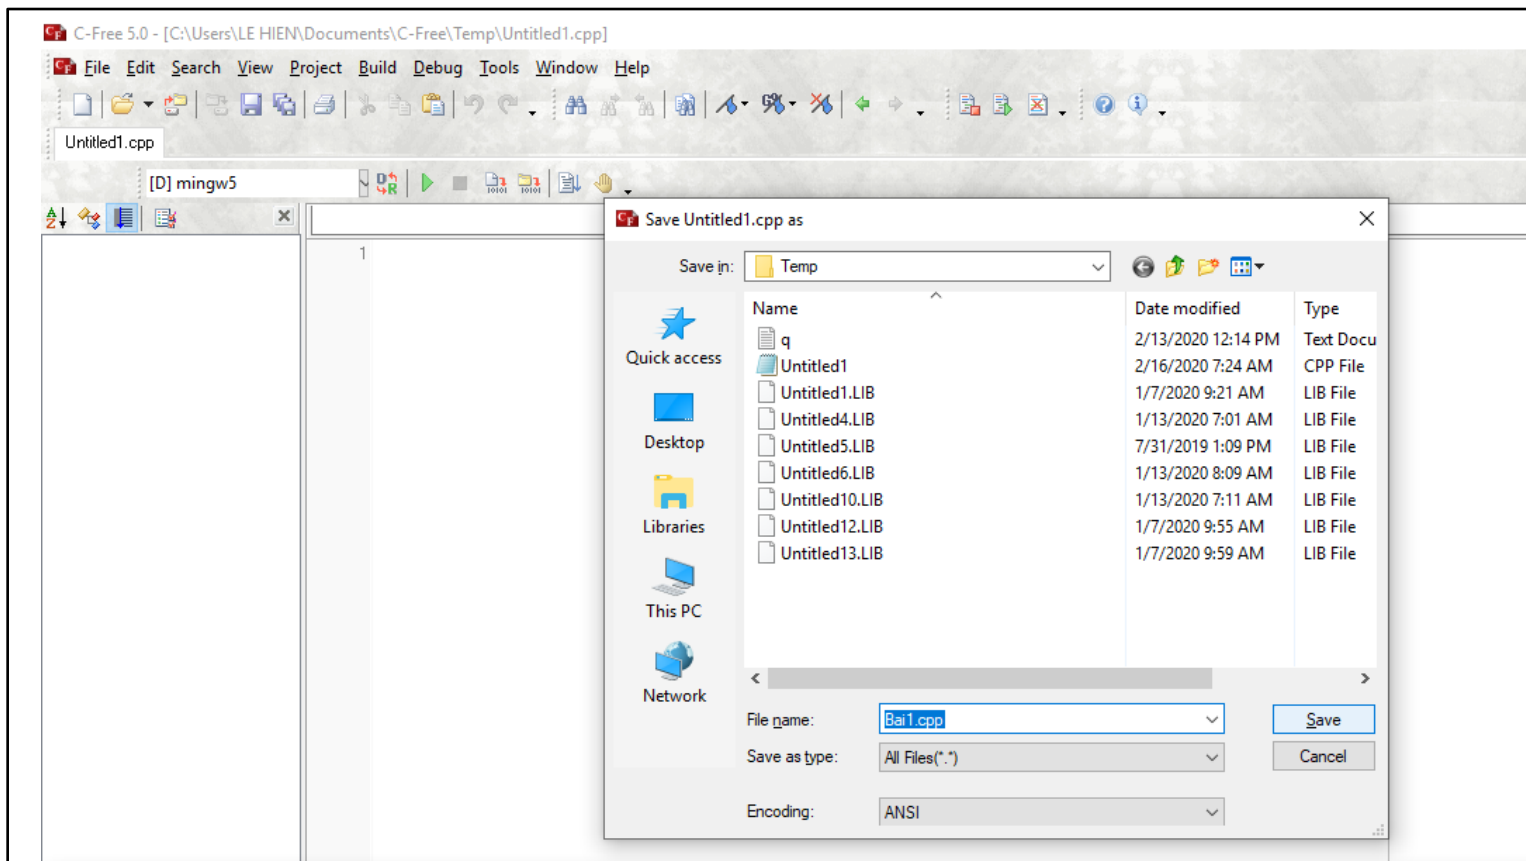 C-Free 5.0 - [C:\Users\LE HIEN\Documents\C-Free\Temp\Untitled1.cpp]
File Edit Search View Project Build Debug Tools Window Help
Untitled1.cpp
[D] mingw5
1
Save Untitled1.cpp as
Save in: Temp
Name Date modified Type
q 2/13/2020 12:14 PM Text Docu
Untitled1 2/16/2020 7:24 AM CPP File
Untitled1.LIB 1/7/2020 9:21 AM LIB File
Untitled4.LIB 1/13/2020 7:01 AM LIB File
Untitled5.LIB 7/31/2019 1:09 PM LIB File
Untitled6.LIB 1/13/2020 8:09 AM LIB File
Untitled10.LIB 1/13/2020 7:11 AM LIB File
Untitled12.LIB 1/7/2020 9:55 AM LIB File
Untitled13.LIB 1/7/2020 9:59 AM LIB File
Quick access
Desktop
Libraries
This PC
Network
File name: Bai1.cpp Save
Save as type: All Files(*.*) Cancel
Encoding: ANSI